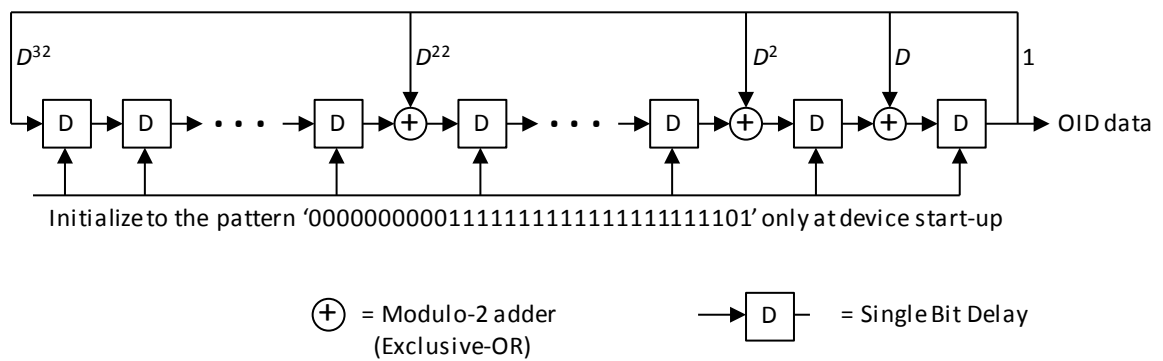 D³² D²² D² D 1
D D · · · D + D · · · D + D + D OID data
Initialize to the pattern ‘00000000001111111111111111111101’ only at device start-up
+ = Modulo-2 adder D = Single Bit Delay
(Exclusive-OR)